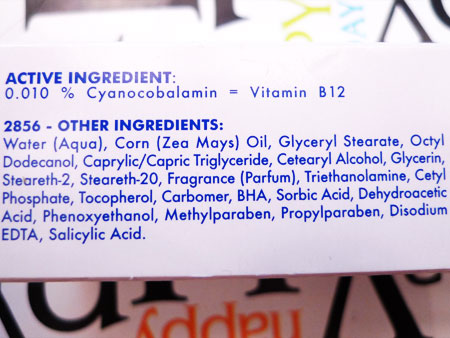 ACTIVE INGREDIENT:
0.010 % Cyanocobalamin = Vitamin B12
2856 - OTHER INGREDIENTS:
Water (Aqua), Corn (Zea Mays) Oil, Glyceryl Stearate, Octyl
Dodecanol, Caprylic/Capric Triglyceride, Cetearyl Alcohol, Glycerin,
Steareth-2, Steareth-20, Fragrance (Parfum), Triethanolamine, Cetyl
Phosphate, Tocopherol, Carbomer, BHA, Sorbic Acid, Dehydroacetic
Acid, Phenoxyethanol, Methylparaben, Propylparaben, Disodium
EDTA, Salicylic Acid.
happy